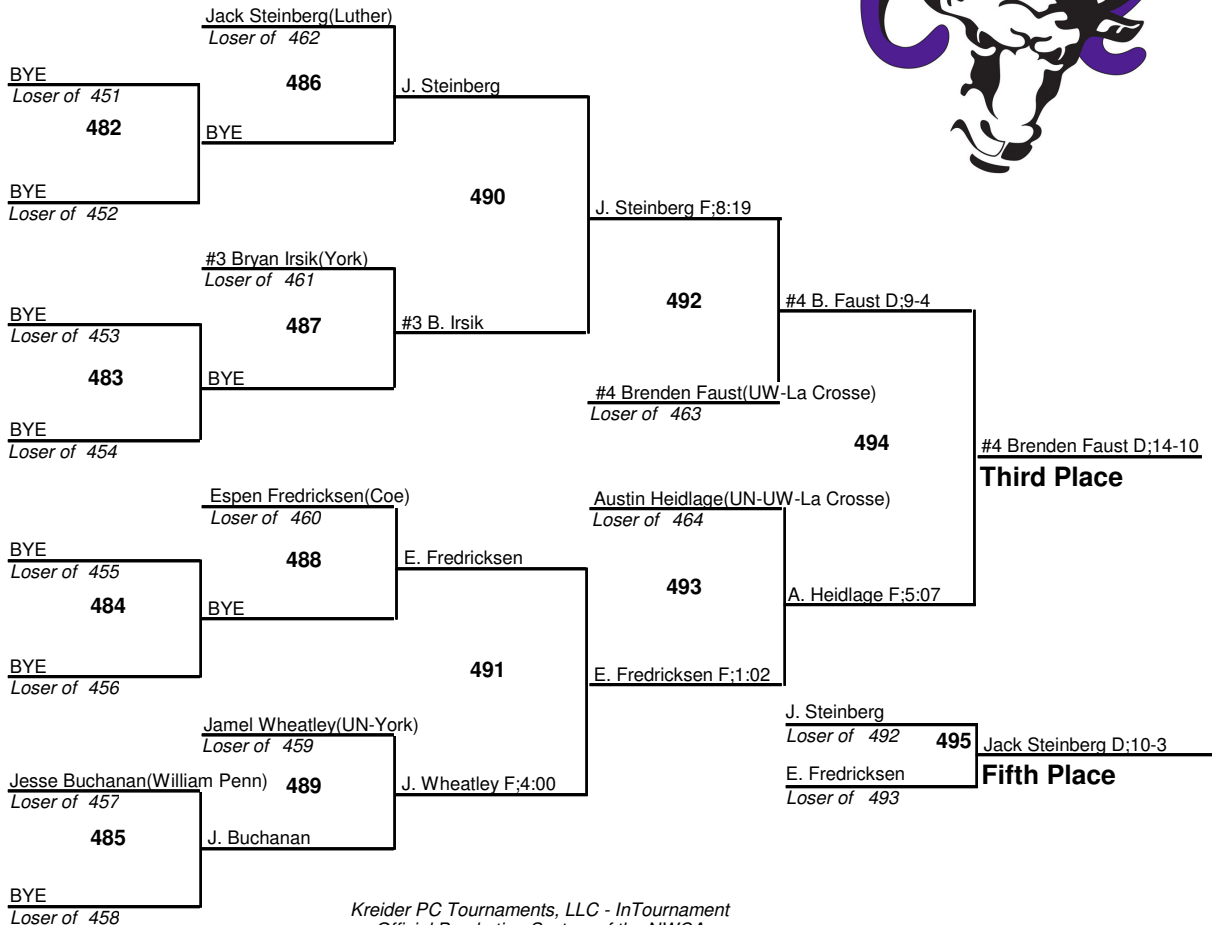 Jack Steinberg(Luther)
Loser of 462
BYE
Loser of 451
486
J. Steinberg
482
BYE
BYE
Loser of 452
490
J. Steinberg F;8:19
#3 Bryan Irsik(York)
Loser of 461
BYE
Loser of 453
487
#3 B. Irsik
492
#4 B. Faust D;9-4
483
BYE
#4 Brenden Faust(UW-La Crosse)
Loser of 463
BYE
Loser of 454
494
#4 Brenden Faust D;14-10
Third Place
Espen Fredricksen(Coe)
Loser of 460
Austin Heidlage(UN-UW-La Crosse)
Loser of 464
BYE
Loser of 455
488
E. Fredricksen
493
A. Heidlage F;5:07
484
BYE
BYE
Loser of 456
491
E. Fredricksen F;1:02
Jamel Wheatley(UN-York)
Loser of 459
J. Steinberg
Loser of 492
495
Jack Steinberg D;10-3
Fifth Place
E. Fredricksen
Loser of 493
Jesse Buchanan(William Penn)
Loser of 457
489
J. Wheatley F;4:00
485
J. Buchanan
BYE
Loser of 458
Kreider PC Tournaments, LLC - InTournament